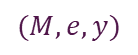 (M, e, y)